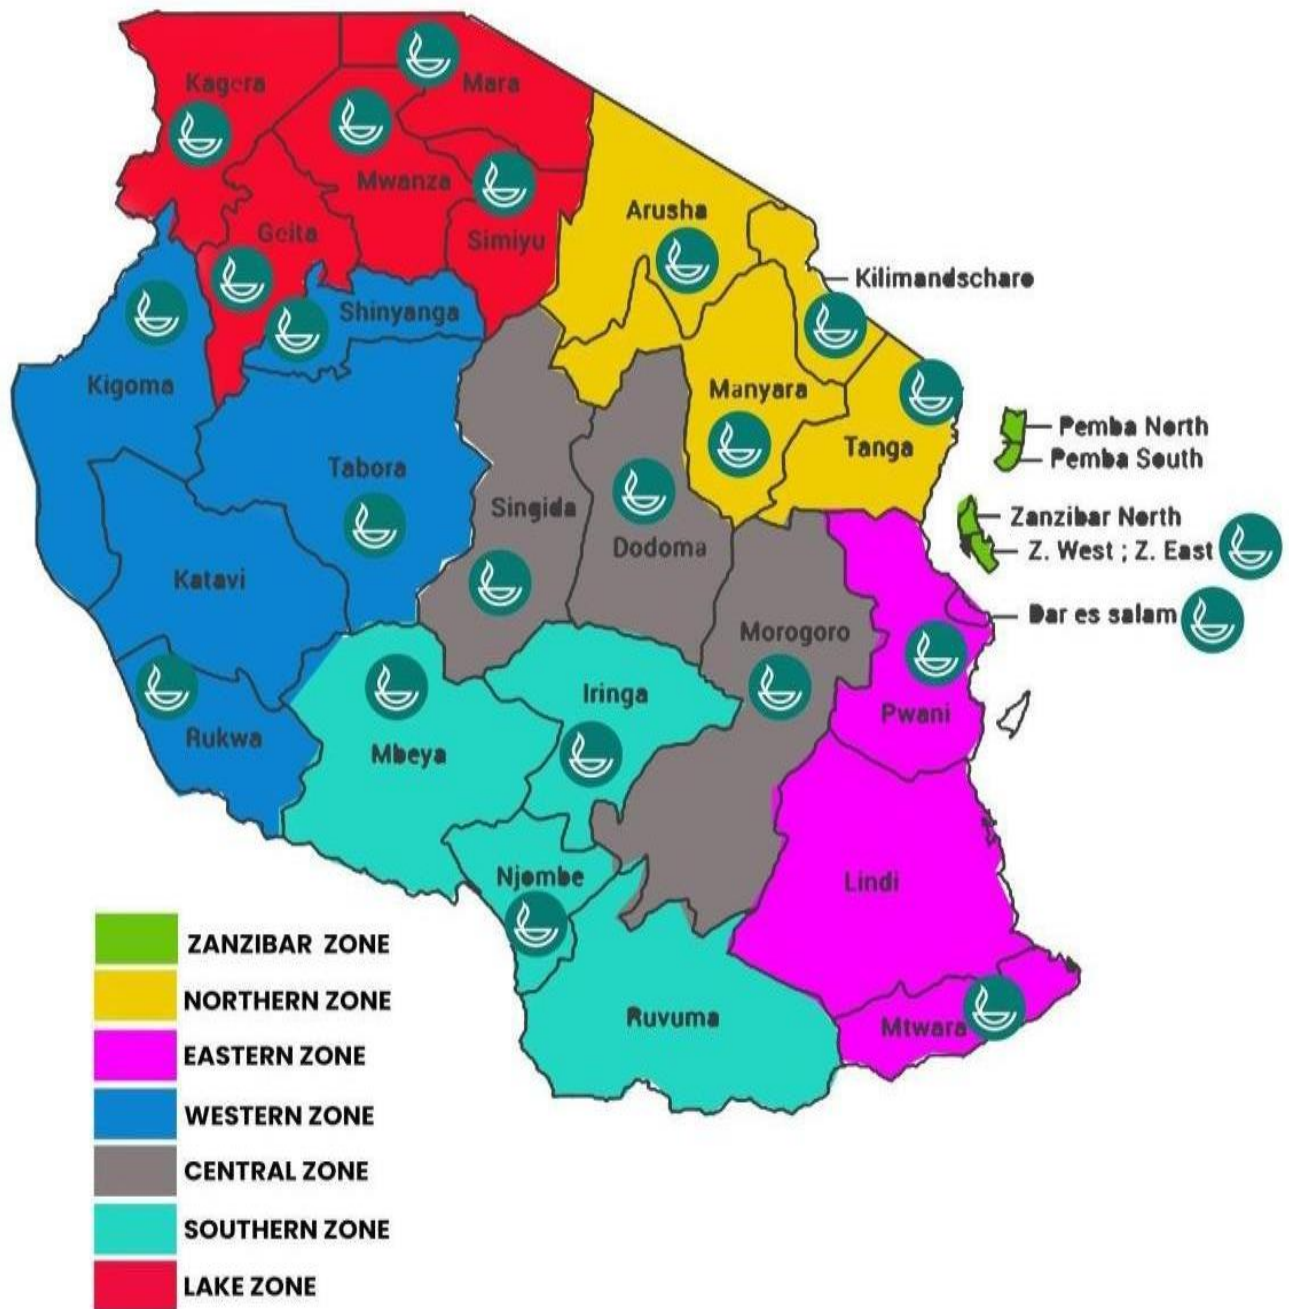 Kagera
Mara
Mwanza
Arusha
Geita
Simiyu
Kilimandscharo
Shinyanga
Kigoma
Manyara
Pemba North
Tanga
Pemba South
Tabora
Singida
Zanzibar North
Dodoma
Z. West ; Z. East
Katavi
Dar es salam
Morogoro
Iringa
Pwani
Rukwa
Mbeya
Njombe
Lindi
Ruvuma
Mtwara
ZANZIBAR ZONE
NORTHERN ZONE
EASTERN ZONE
WESTERN ZONE
CENTRAL ZONE
SOUTHERN ZONE
LAKE ZONE